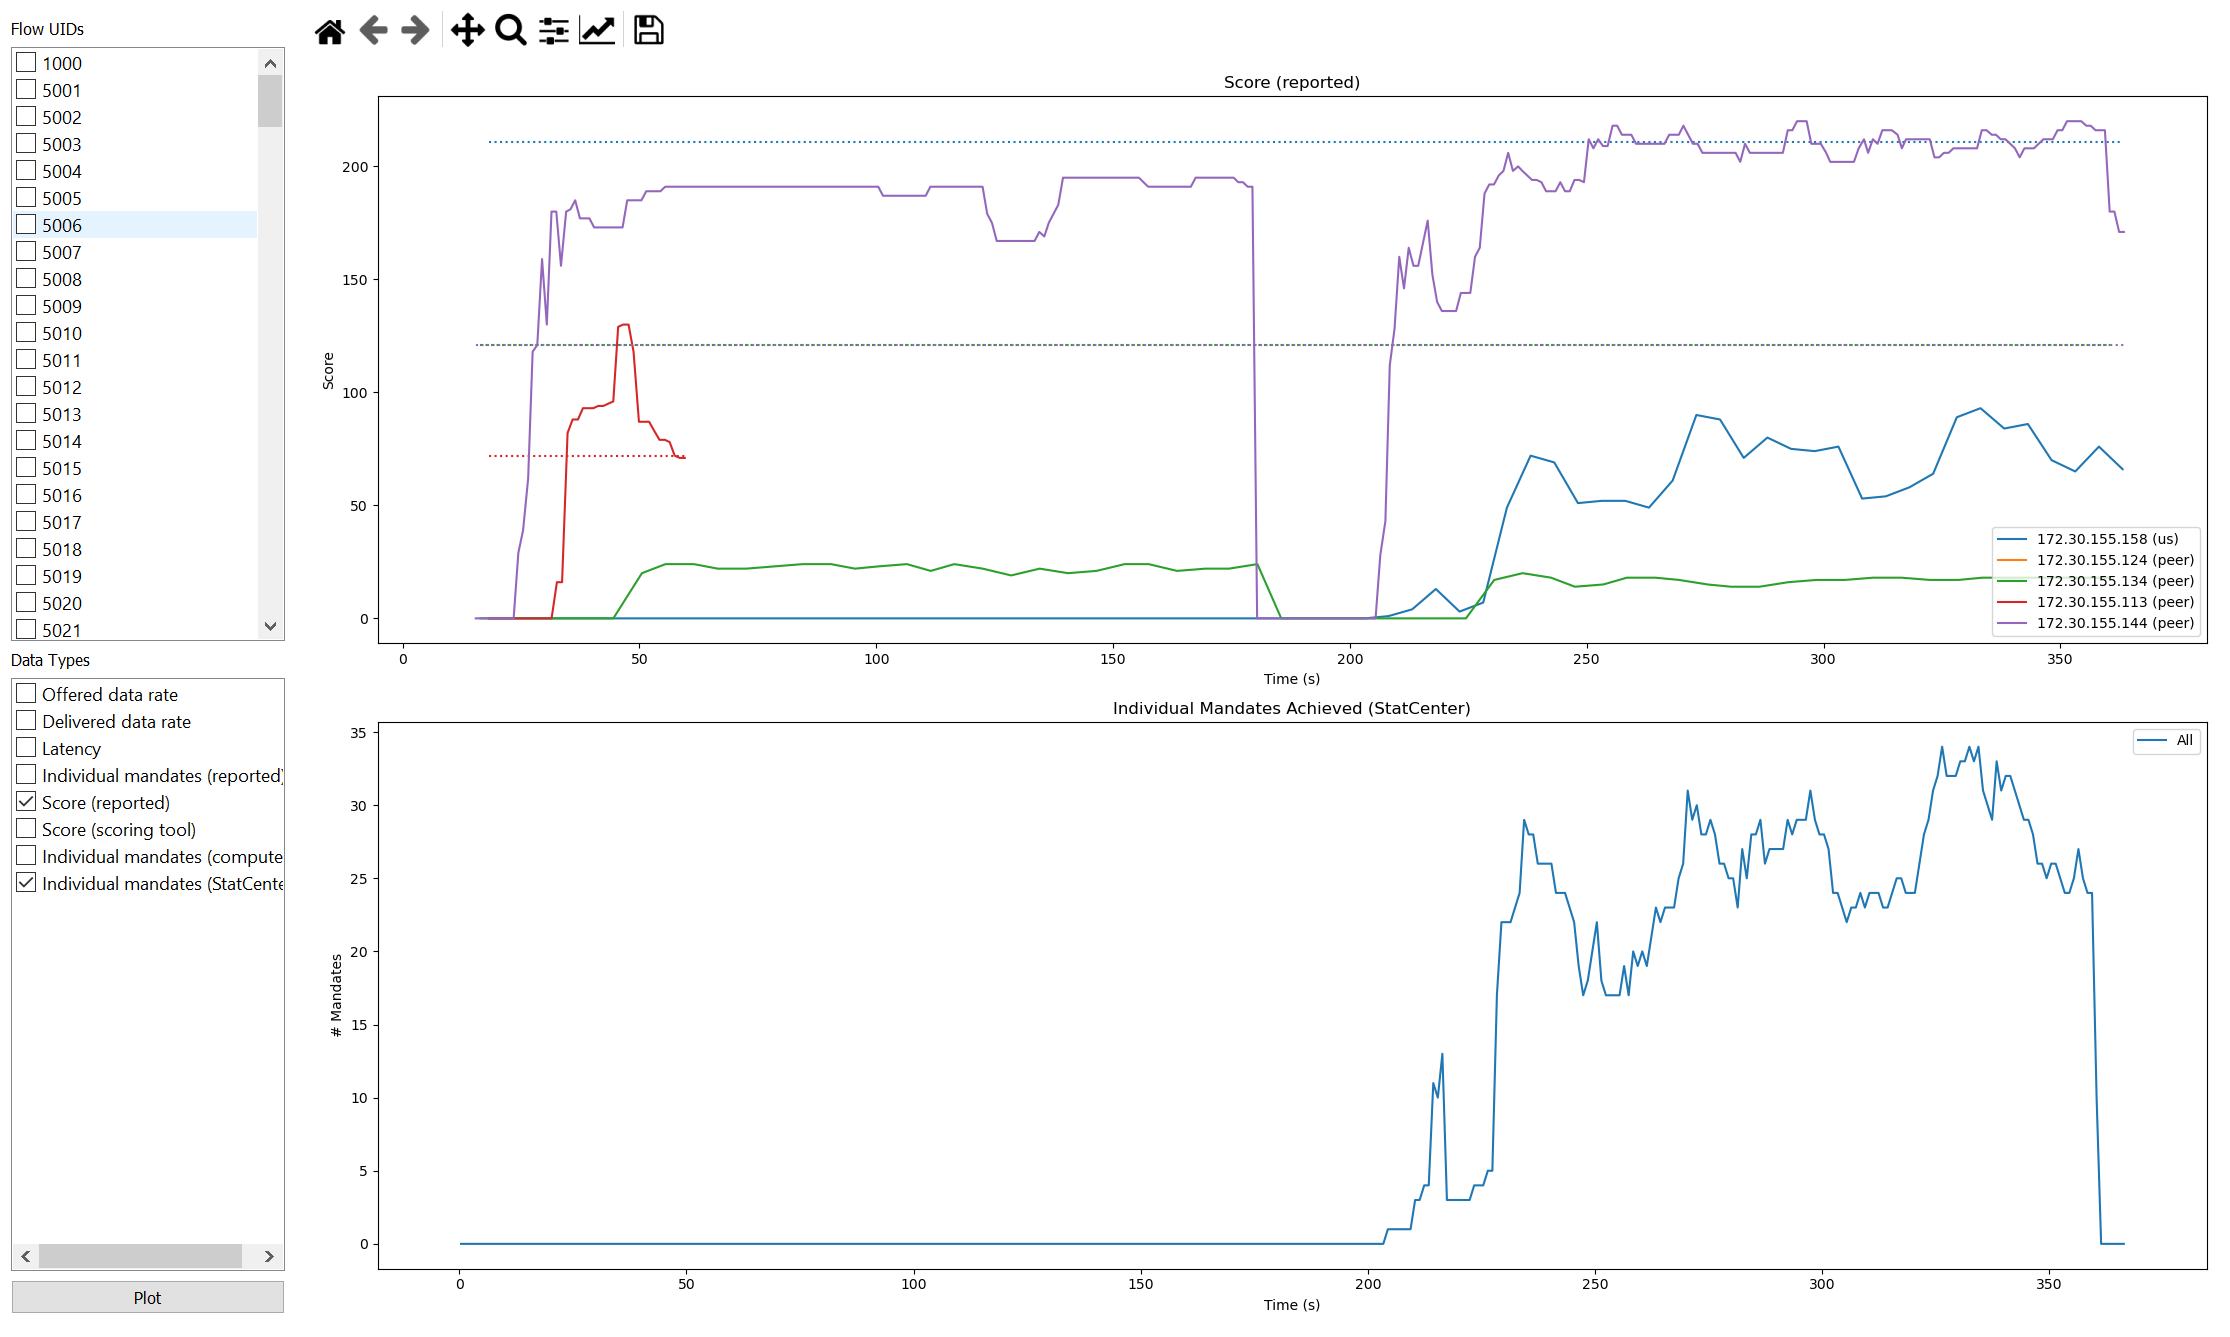 Flow UIDs
1000
5001
5002
5003
5004
5005
5006
5007
5008
5009
5010
5011
5012
5013
5014
5015
5016
5017
5018
5019
5020
5021
Data Types
Offered data rate
Delivered data rate
Latency
Individual mandates (reported)
Score (reported)
Score (scoring tool)
Individual mandates (compute
Individual mandates (StatCente
Plot
Score (reported)
Score
200
150
100
50
0
0 50 100 150 200 250 300 350
Time (s)
172.30.155.158 (us)
172.30.155.124 (peer)
172.30.155.134 (peer)
172.30.155.113 (peer)
172.30.155.144 (peer)
Individual Mandates Achieved (StatCenter)
# Mandates
35
30
25
20
15
10
5
0
0 50 100 150 200 250 300 350
Time (s)
All